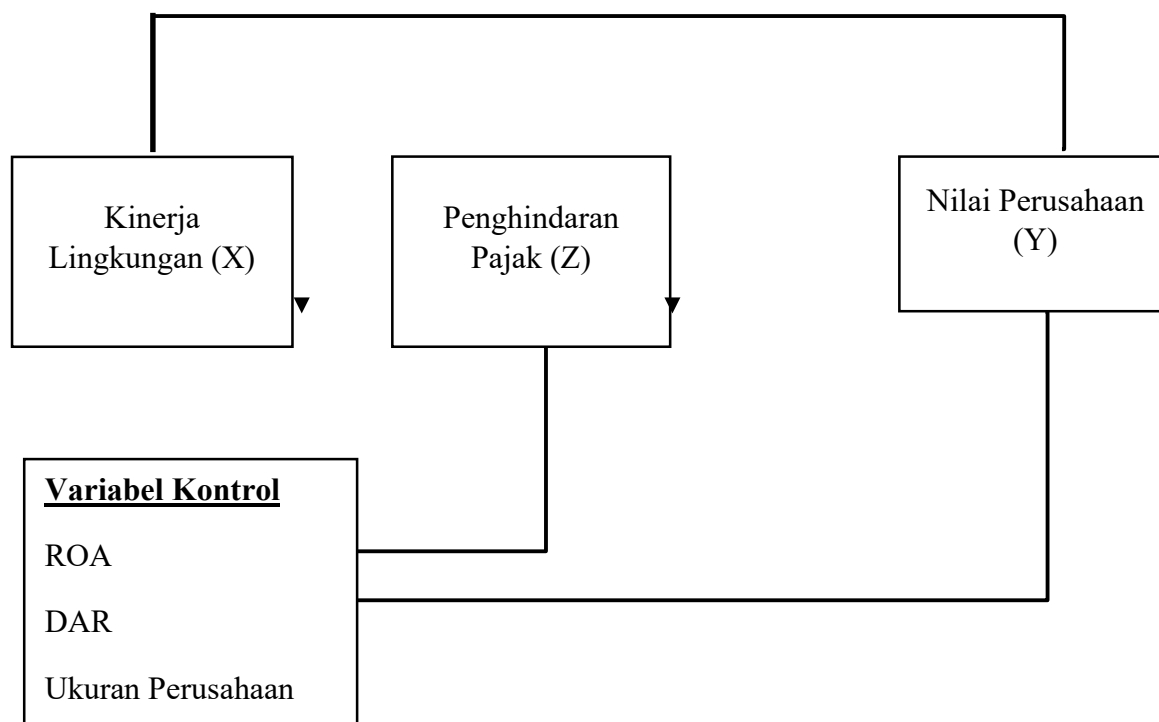 Kinerja
Lingkungan (X)
Penghindaran
Pajak (Z)
Nilai Perusahaan
(Y)
Variabel Kontrol
ROA
DAR
Ukuran Perusahaan